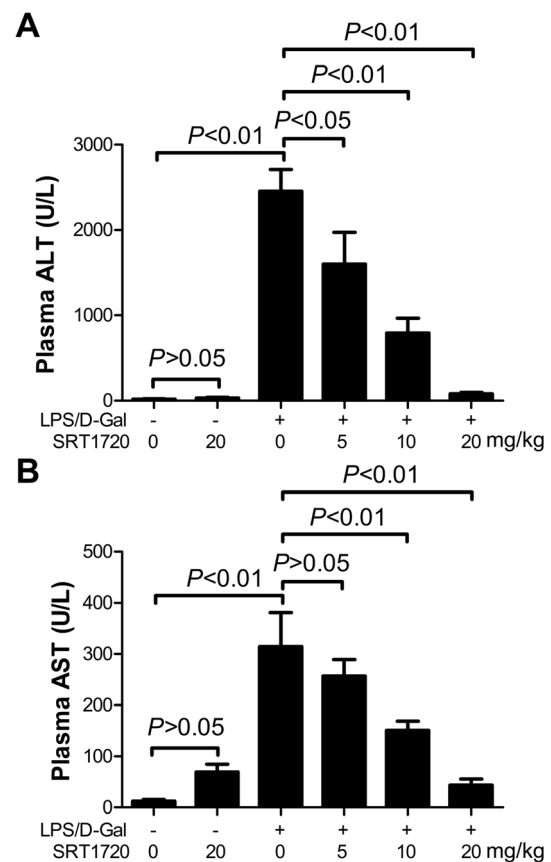 A
P<0.01
P<0.01
P<0.05
P<0.01
P>0.05
Plasma ALT (U/L)
3000
2000
1000
0
LPS/D-Gal - - + + + +
SRT1720 0 20 0 5 10 20 mg/kg
B
P<0.01
P<0.01
P>0.05
P<0.01
P>0.05
Plasma AST (U/L)
500
400
300
200
100
0
LPS/D-Gal - - + + + +
SRT1720 0 20 0 5 10 20 mg/kg